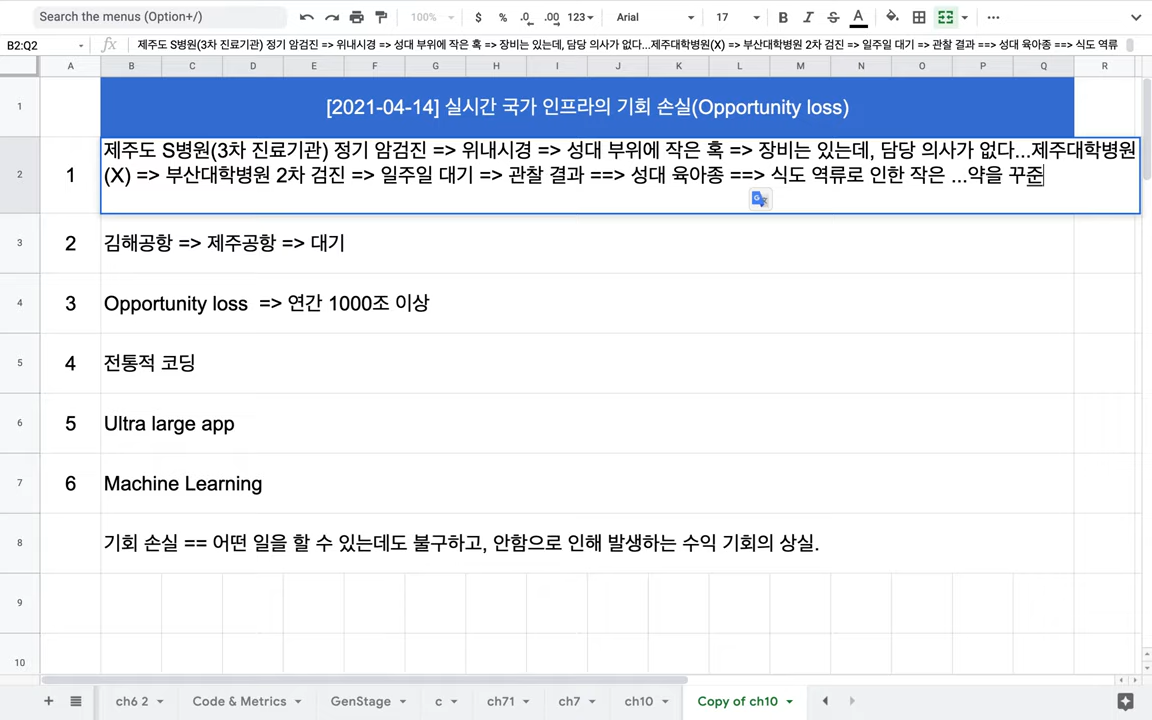 Search the menus (Option+/)
100%
$ % .0 .00 123
Arial
17
B I S A
B2:Q2
fx 제주도 S병원(3차 진료기관) 정기 암검진 => 위내시경 => 성대 부위에 작은 혹 => 장비는 있는데, 담당 의사가 없다...제주대학병원(X) => 부산대학병원 2차 검진 => 일주일 대기 => 관찰 결과 ==> 성대 육아종 ==> 식도 역류
A B C D E F G H I J K L M N O P Q R
1 [2021-04-14] 실시간 국가 인프라의 기회 손실(Opportunity loss)
제주도 S병원(3차 진료기관) 정기 암검진 => 위내시경 => 성대 부위에 작은 혹 => 장비는 있는데, 담당 의사가 없다...제주대학병원
2 1 (X) => 부산대학병원 2차 검진 => 일주일 대기 => 관찰 결과 ==> 성대 육아종 ==> 식도 역류로 인한 작은 ...약을 꾸준
3 2 김해공항 => 제주공항 => 대기
4 3 Opportunity loss => 연간 1000조 이상
5 4 전통적 코딩
6 5 Ultra large app
7 6 Machine Learning
8 기회 손실 == 어떤 일을 할 수 있는데도 불구하고, 안함으로 인해 발생하는 수익 기회의 상실.
9
10
ch6 2 Code & Metrics GenStage c ch71 ch7 ch10 Copy of ch10